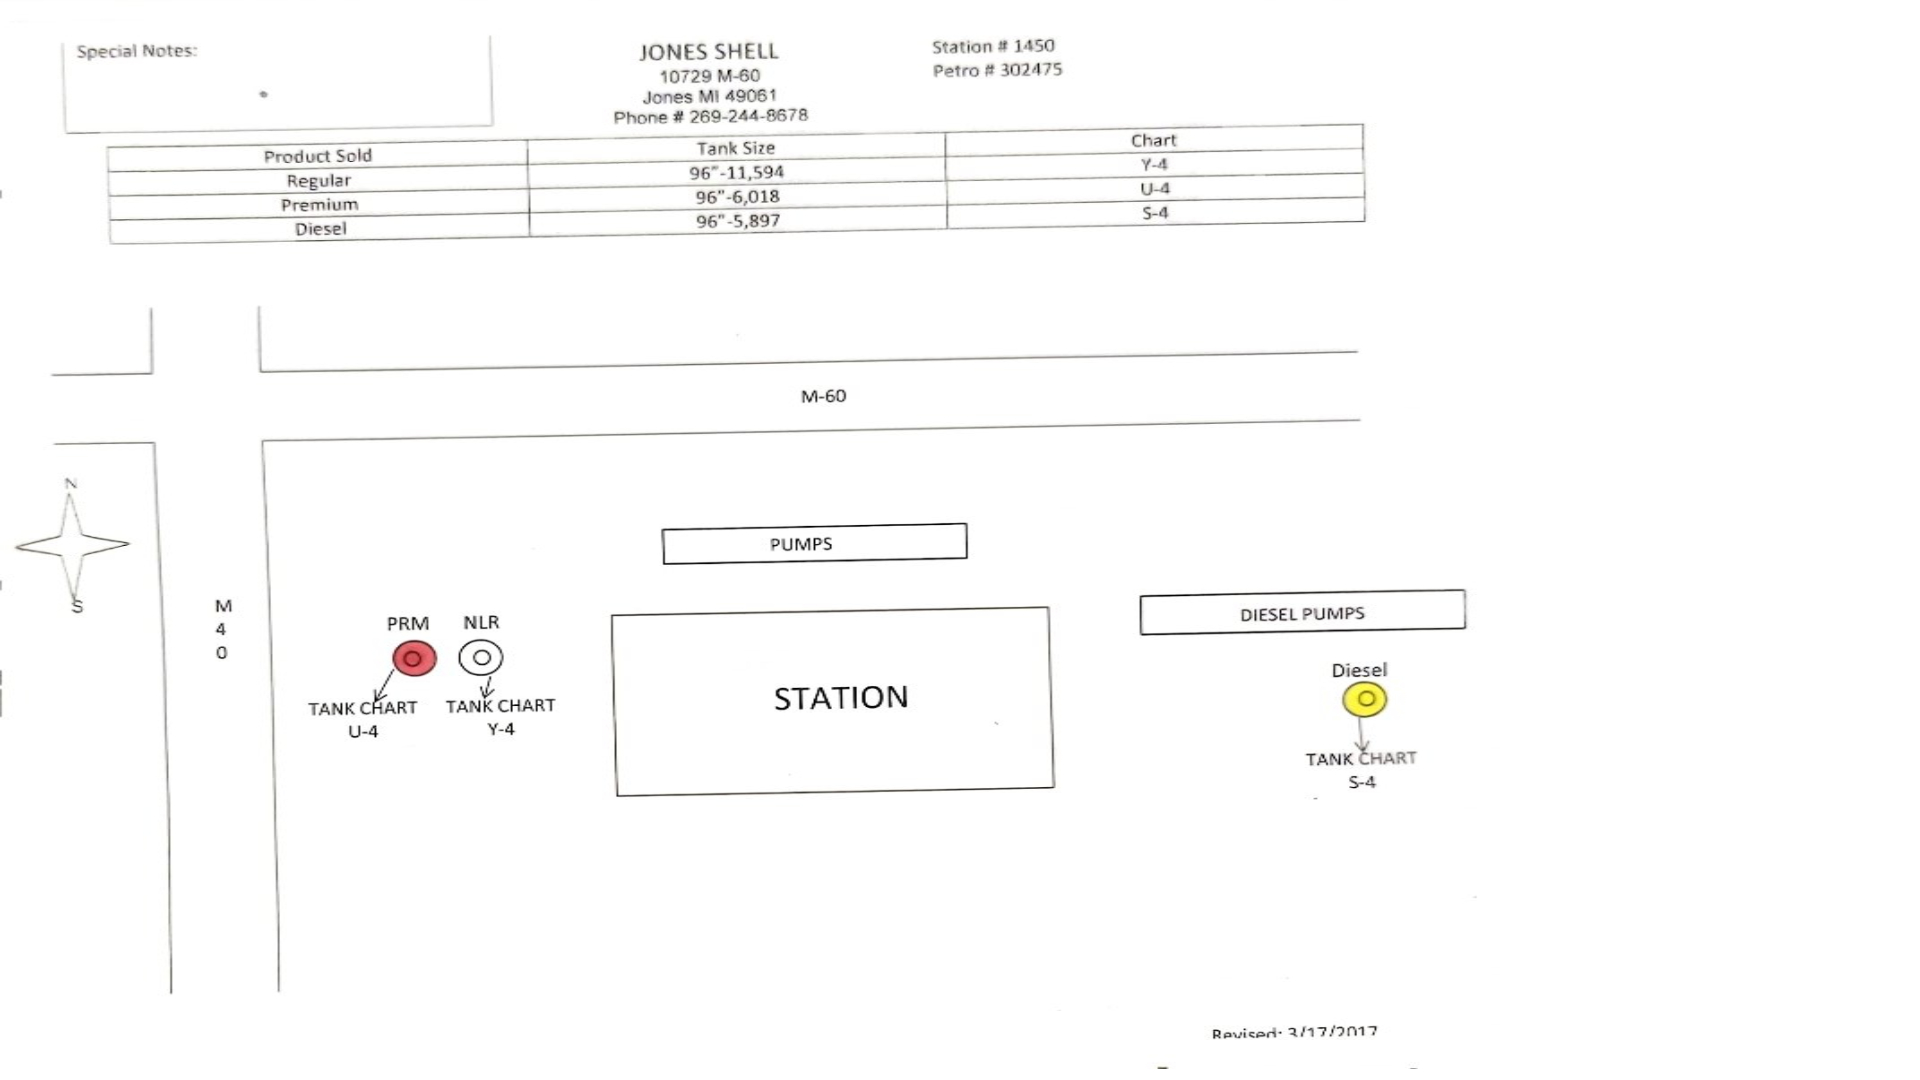 Special Notes:
JONES SHELL
10729 M-60
Jones MI 49061
Phone # 269-244-8678
Station # 1450
Petro # 302475
Product Sold Tank Size Chart
Regular 96"-11,594 Y-4
Premium 96"-6,018 U-4
Diesel 96"-5,897 S-4
M-60
N
S
M
4
0
PUMPS
DIESEL PUMPS
PRM NLR
TANK CHART TANK CHART
U-4 Y-4
STATION
Diesel
TANK CHART
S-4
Revised: 3/17/2017